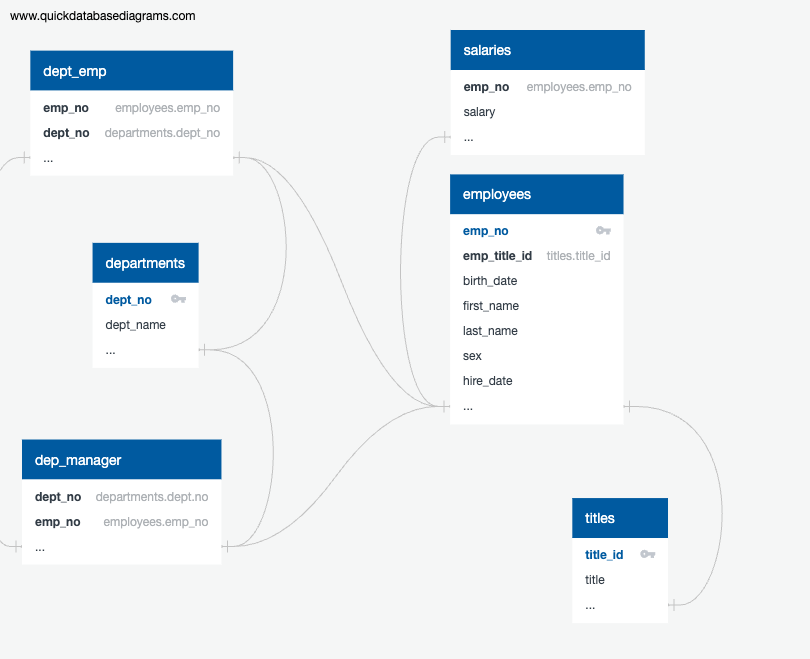 www.quickdatabasediagrams.com
dept_emp
emp_no employees.emp_no
dept_no departments.dept_no
...
salaries
emp_no employees.emp_no
salary
...
employees
emp_no
emp_title_id titles.title_id
birth_date
first_name
last_name
sex
hire_date
...
departments
dept_no
dept_name
...
dep_manager
dept_no departments.dept.no
emp_no employees.emp_no
...
titles
title_id
title
...